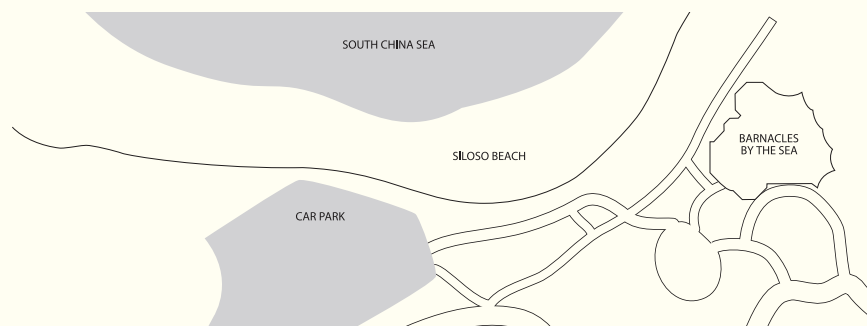 SOUTH CHINA SEA
SILOSO BEACH
BARNACLES
BY THE SEA
CAR PARK